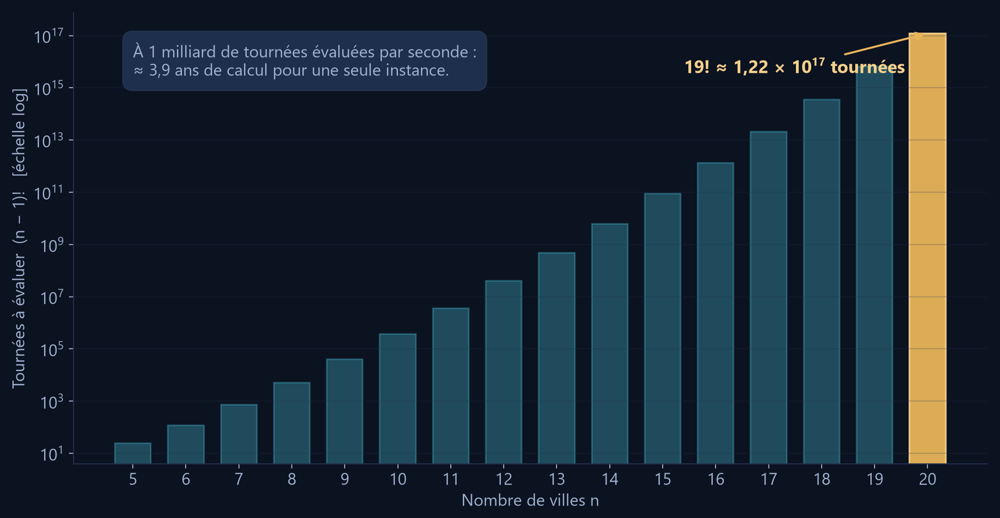 À 1 milliard de tournées évaluées par seconde :
≈ 3,9 ans de calcul pour une seule instance.
19! ≈ 1,22 × 10¹⁷ tournées
Tournées à évaluer (n − 1)! [échelle log]
10¹⁷
10¹⁵
10¹³
10¹¹
10⁹
10⁷
10⁵
10³
10¹
5 6 7 8 9 10 11 12 13 14 15 16 17 18 19 20
Nombre de villes n